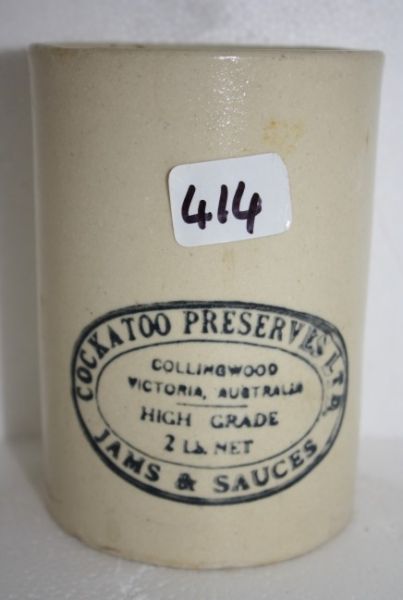 414
COCKATOO PRESERVES LTD.
COLLINGWOOD
VICTORIA, AUSTRALIA
HIGH GRADE
2 Lb. NET
JAMS & SAUCES